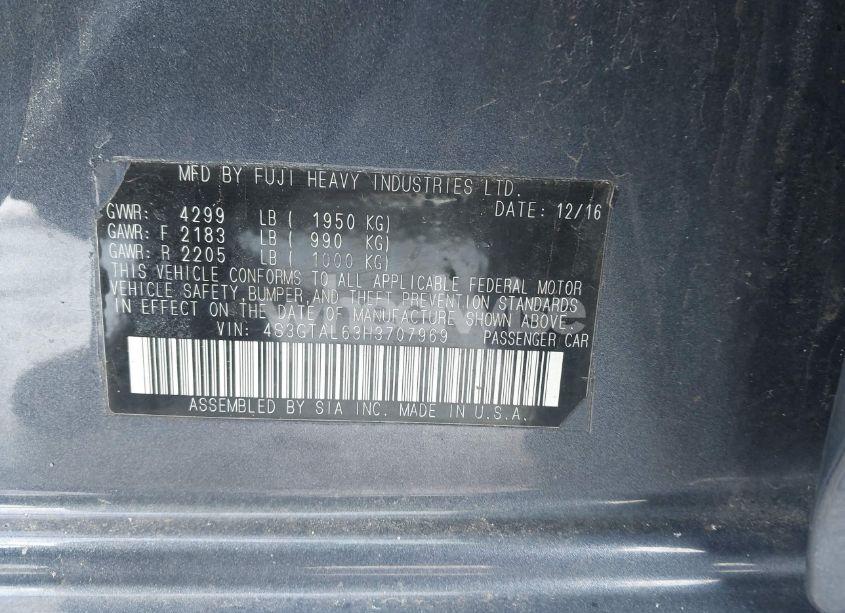 MFD BY FUJI HEAVY INDUSTRIES LTD.
DATE: 12/16
GVWR: 4299 LB ( 1950 KG)
GAWR: F 2183 LB ( 990 KG)
GAWR: R 2205 LB ( 1000 KG)
THIS VEHICLE CONFORMS TO ALL APPLICABLE FEDERAL MOTOR
VEHICLE SAFETY,BUMPER,AND THEFT PREVENTION STANDARDS
IN EFFECT ON THE DATE OF MANUFACTURE SHOWN ABOVE.
VIN: 4S3GTAL63H3707969 PASSENGER CAR
ASSEMBLED BY SIA INC. MADE IN U.S.A.